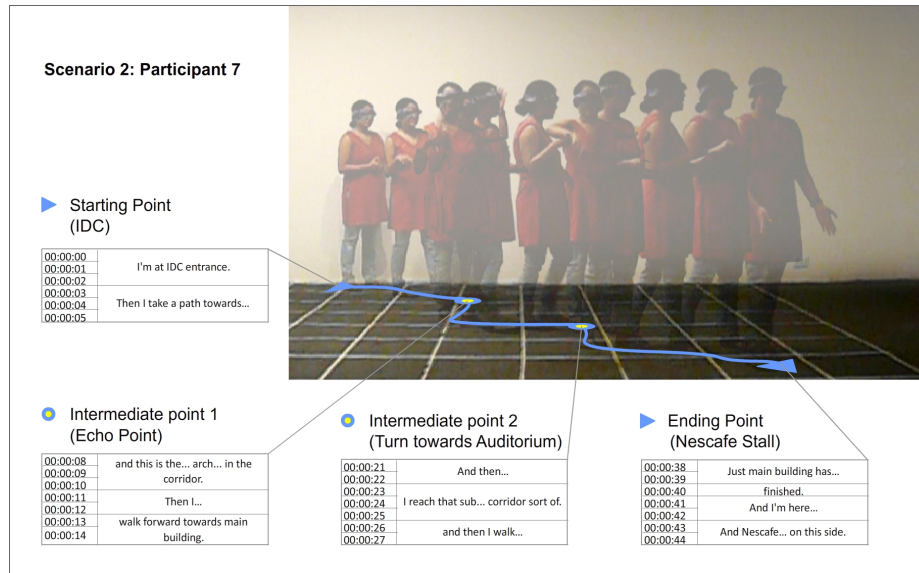 Scenario 2: Participant 7
Starting Point
(IDC)
00:00:00
00:00:01
00:00:02
I'm at IDC entrance.
00:00:03
00:00:04
00:00:05
Then I take a path towards...
Intermediate point 1
(Echo Point)
00:00:08
00:00:09
00:00:10
and this is the... arch... in the
corridor.
00:00:11
00:00:12
Then I...
00:00:13
00:00:14
walk forward towards main
building.
Intermediate point 2
(Turn towards Auditorium)
00:00:21
00:00:22
And then...
00:00:23
00:00:24
00:00:25
I reach that sub... corridor sort of.
00:00:26
00:00:27
and then I walk...
Ending Point
(Nescafe Stall)
00:00:38
00:00:39
Just main building has...
00:00:40
finished.
00:00:41
00:00:42
And I'm here...
00:00:43
00:00:44
And Nescafe... on this side.